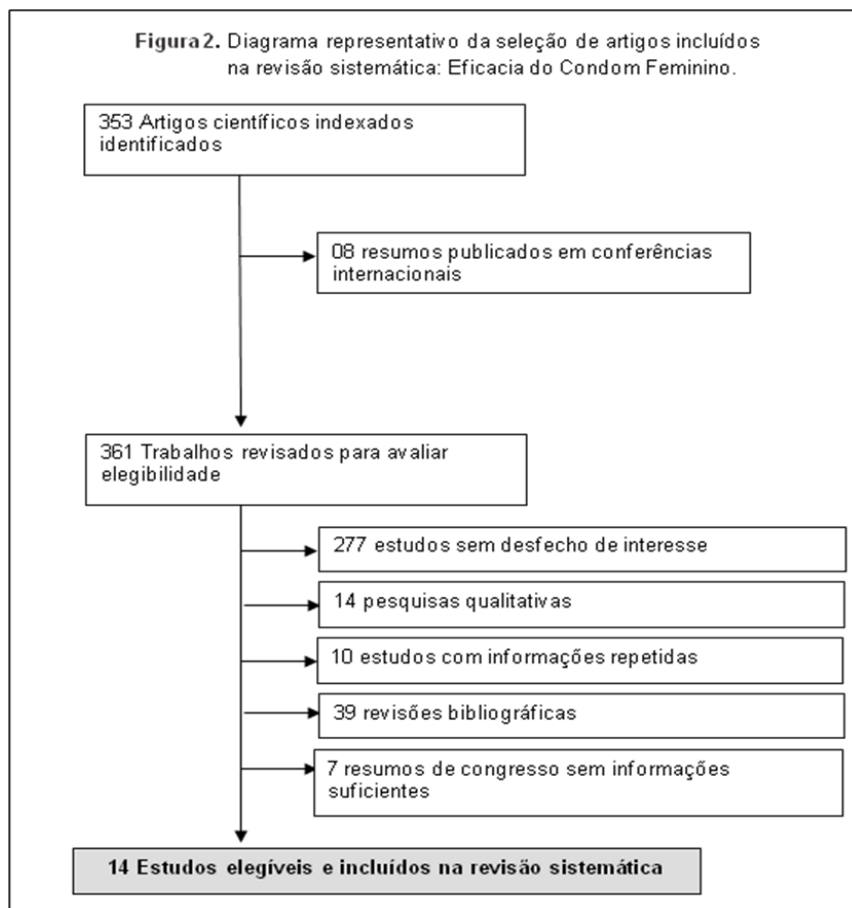 Figura 2. Diagrama representativo da seleção de artigos incluídos
na revisão sistemática: Eficacia do Condom Feminino.
353 Artigos científicos indexados
identificados
08 resumos publicados em conferências
internacionais
361 Trabalhos revisados para avaliar
elegibilidade
277 estudos sem desfecho de interesse
14 pesquisas qualitativas
10 estudos com informações repetidas
39 revisões bibliográficas
7 resumos de congresso sem informações
suficientes
14 Estudos elegíveis e incluídos na revisão sistemática